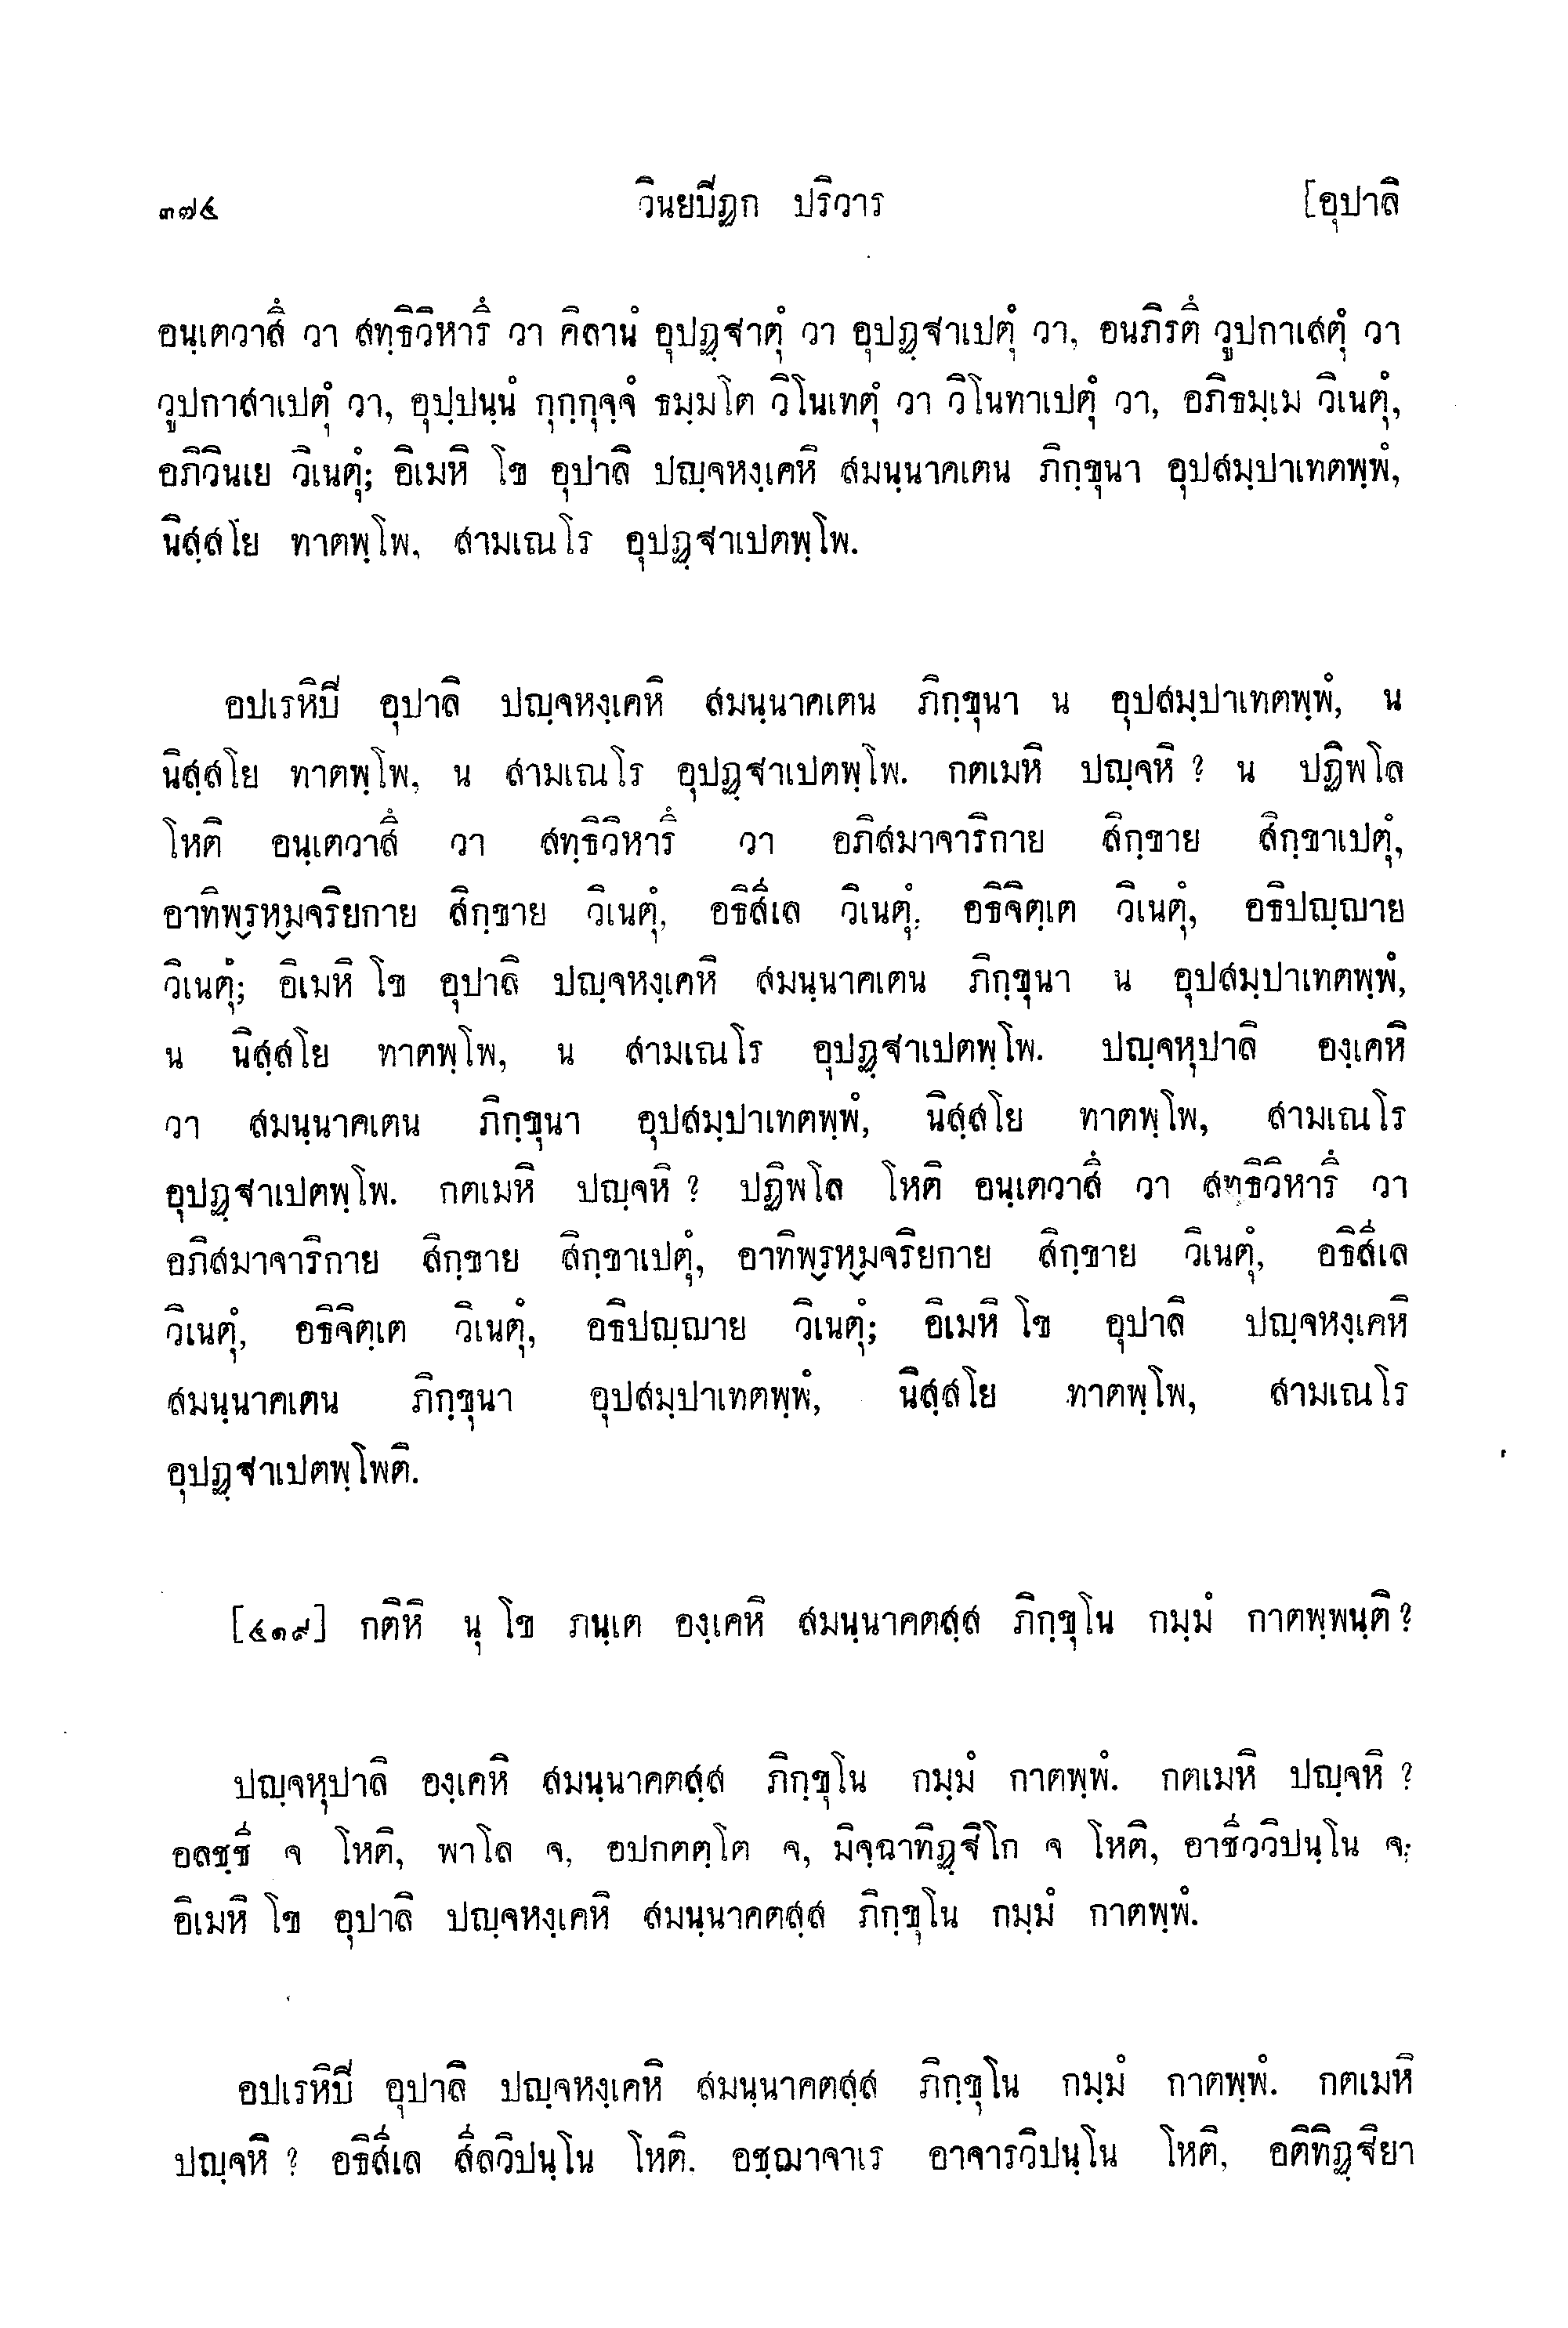 ๓๗๔ วินยปิฏก ปริวาร [อุปาลิ
อนฺเตวาสึ วา สทฺธิวิหารึ วา คิลานํ อุปฏฺฐาตุํ วา อุปฏฺฐาเปตุํ วา, อนภิรตึ วูปกาเสตุํ วา
วูปกาสาเปตุํ วา, อุปฺปนฺนํ กุกฺกุจฺจํ ธมฺมโต วิโนเทตุํ วา วิโนทาเปตุํ วา, อภิธมฺเม วิเนตุํ,
อภิวินเย วิเนตุํ; อิเมหิ โข อุปาลิ ปญฺจหงฺเคหิ สมนฺนาคเตน ภิกฺขุนา อุปสมฺปาเทตพฺพํ,
นิสฺสโย ทาตพฺโพ, สามเณโร อุปฏฺฐาเปตพฺโพ.
อปเรหิปิ อุปาลิ ปญฺจหงฺเคหิ สมนฺนาคเตน ภิกฺขุนา น อุปสมฺปาเทตพฺพํ, น
นิสฺสโย ทาตพฺโพ, น สามเณโร อุปฏฺฐาเปตพฺโพ. กตเมหิ ปญฺจหิ ? น ปฏิพโล
โหติ อนฺเตวาสึ วา สทฺธิวิหารึ วา อภิสมาจาริกาย สิกฺขาย สิกฺขาเปตุํ,
อาทิพฺรหฺมจริยกาย สิกฺขาย วิเนตุํ, อธิสีเล วิเนตุํ, อธิจิตฺเต วิเนตุํ, อธิปญฺญาย
วิเนตุํ; อิเมหิ โข อุปาลิ ปญฺจหงฺเคหิ สมนฺนาคเตน ภิกฺขุนา น อุปสมฺปาเทตพฺพํ,
น นิสฺสโย ทาตพฺโพ, น สามเณโร อุปฏฺฐาเปตพฺโพ. ปญฺจหุปาลิ องฺเคหิ
วา สมนฺนาคเตน ภิกฺขุนา อุปสมฺปาเทตพฺพํ, นิสฺสโย ทาตพฺโพ, สามเณโร
อุปฏฺฐาเปตพฺโพ. กตเมหิ ปญฺจหิ ? ปฏิพโล โหติ อนฺเตวาสึ วา สทฺธิวิหารึ วา
อภิสมาจาริกาย สิกฺขาย สิกฺขาเปตุํ, อาทิพฺรหฺมจริยกาย สิกฺขาย วิเนตุํ, อธิสีเล
วิเนตุํ, อธิจิตฺเต วิเนตุํ, อธิปญฺญาย วิเนตุํ; อิเมหิ โข อุปาลิ ปญฺจหงฺเคหิ
สมนฺนาคเตน ภิกฺขุนา อุปสมฺปาเทตพฺพํ, นิสฺสโย ทาตพฺโพ, สามเณโร
อุปฏฺฐาเปตพฺโพติ.
[๔๑๙] กติหิ นุ โข ภนฺเต องฺเคหิ สมนฺนาคตสฺส ภิกฺขุโน กมฺมํ กาตพฺพนฺติ ?
ปญฺจหุปาลิ องฺเคหิ สมนฺนาคตสฺส ภิกฺขุโน กมฺมํ กาตพฺพํ. กตเมหิ ปญฺจหิ ?
อลชฺชี จ โหติ, พาโล จ, อปกตตฺโต จ, มิจฺฉาทิฏฺฐิโก จ โหติ, อาชีววิปนฺโน จ;
อิเมหิ โข อุปาลิ ปญฺจหงฺเคหิ สมนฺนาคตสฺส ภิกฺขุโน กมฺมํ กาตพฺพํ.
อปเรหิปิ อุปาลิ ปญฺจหงฺเคหิ สมนฺนาคตสฺส ภิกฺขุโน กมฺมํ กาตพฺพํ. กตเมหิ
ปญฺจหิ ? อธิสีเล สีลวิปนฺโน โหติ, อชฺฌาจาเร อาจารวิปนฺโน โหติ, อติทิฏฺฐิยา